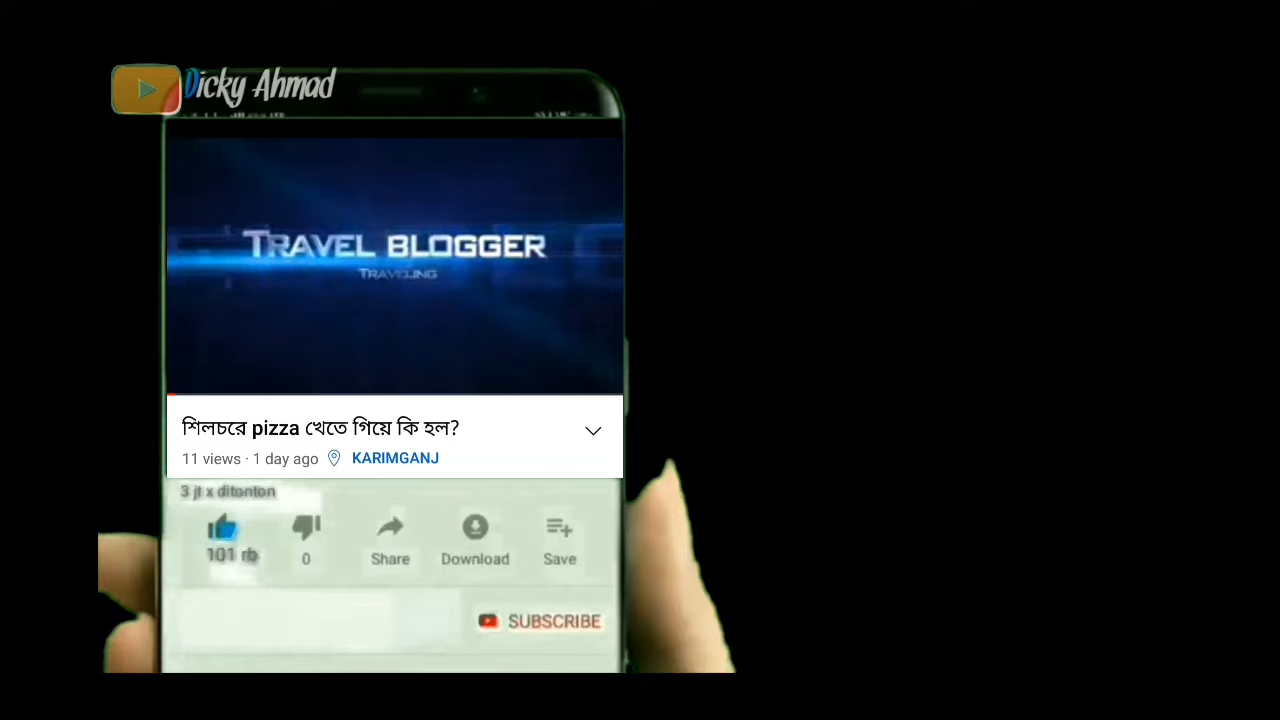 Dicky Ahmad
TRAVEL BLOGGER
TRAVELING
শিলচরে pizza খেতে গিয়ে কি হল?
11 views · 1 day ago KARIMGANJ
3 jt x ditonton
101 rb
0
Share
Download
Save
SUBSCRIBE